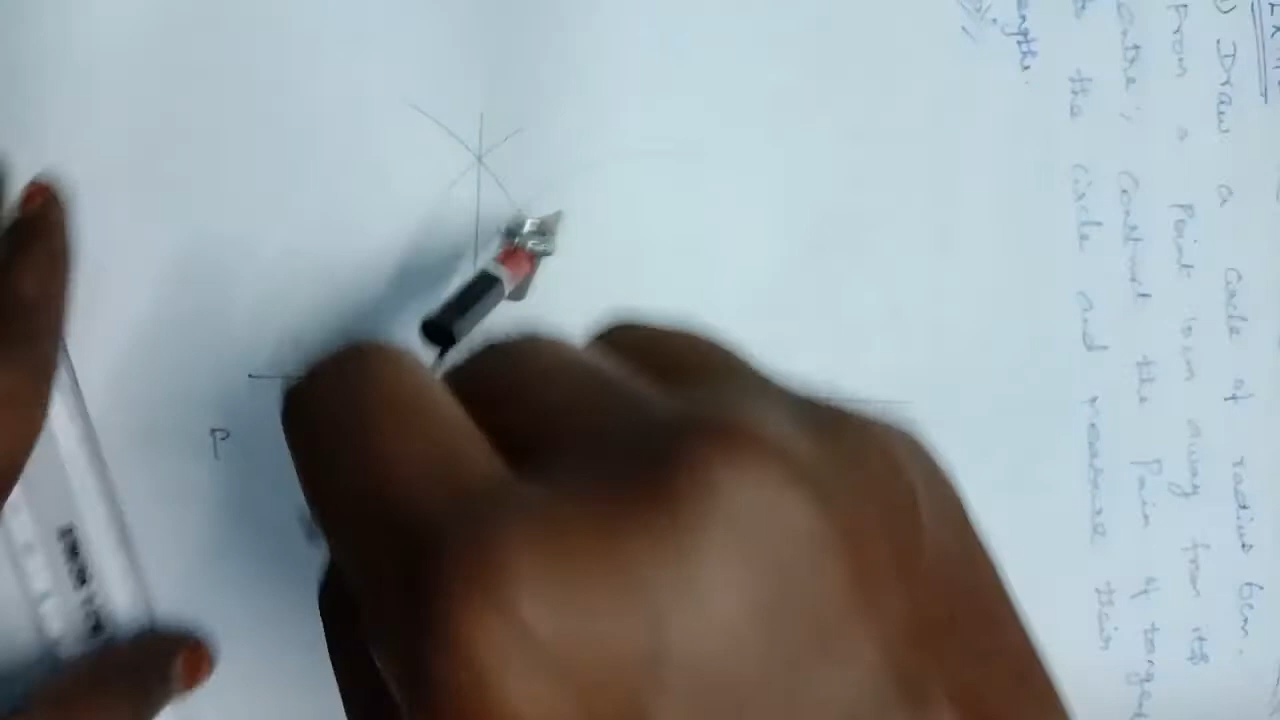 Draw a circle of radius 6cm.
From a Point 10cm away from its
centre, Construct the Pair of tangen
the circle and measure their
lengths.
P